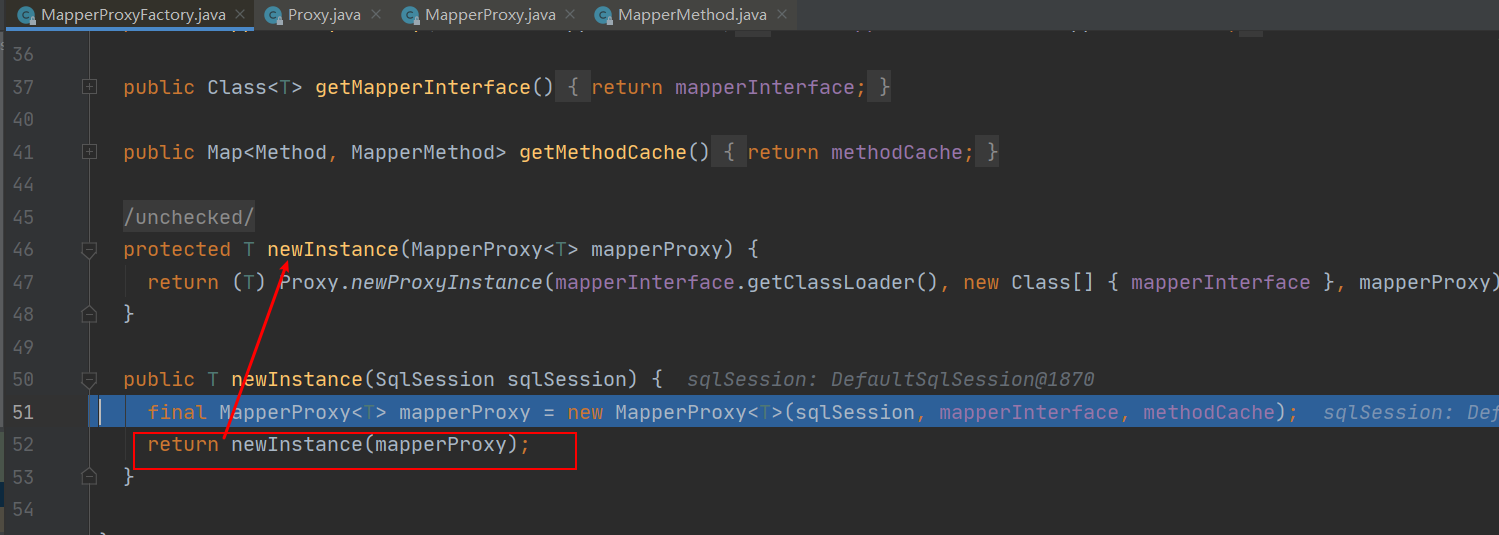 MapperProxyFactory.java Proxy.java MapperProxy.java MapperMethod.java
36
37 public Class<T> getMapperInterface() { return mapperInterface; }
40
41 public Map<Method, MapperMethod> getMethodCache() { return methodCache; }
44
45 /unchecked/
46 protected T newInstance(MapperProxy<T> mapperProxy) {
47 return (T) Proxy.newProxyInstance(mapperInterface.getClassLoader(), new Class[] { mapperInterface }, mapperProxy)
48 }
49
50 public T newInstance(SqlSession sqlSession) { sqlSession: DefaultSqlSession@1870
51 final MapperProxy<T> mapperProxy = new MapperProxy<T>(sqlSession, mapperInterface, methodCache); sqlSession: Def
52 return newInstance(mapperProxy);
53 }
54